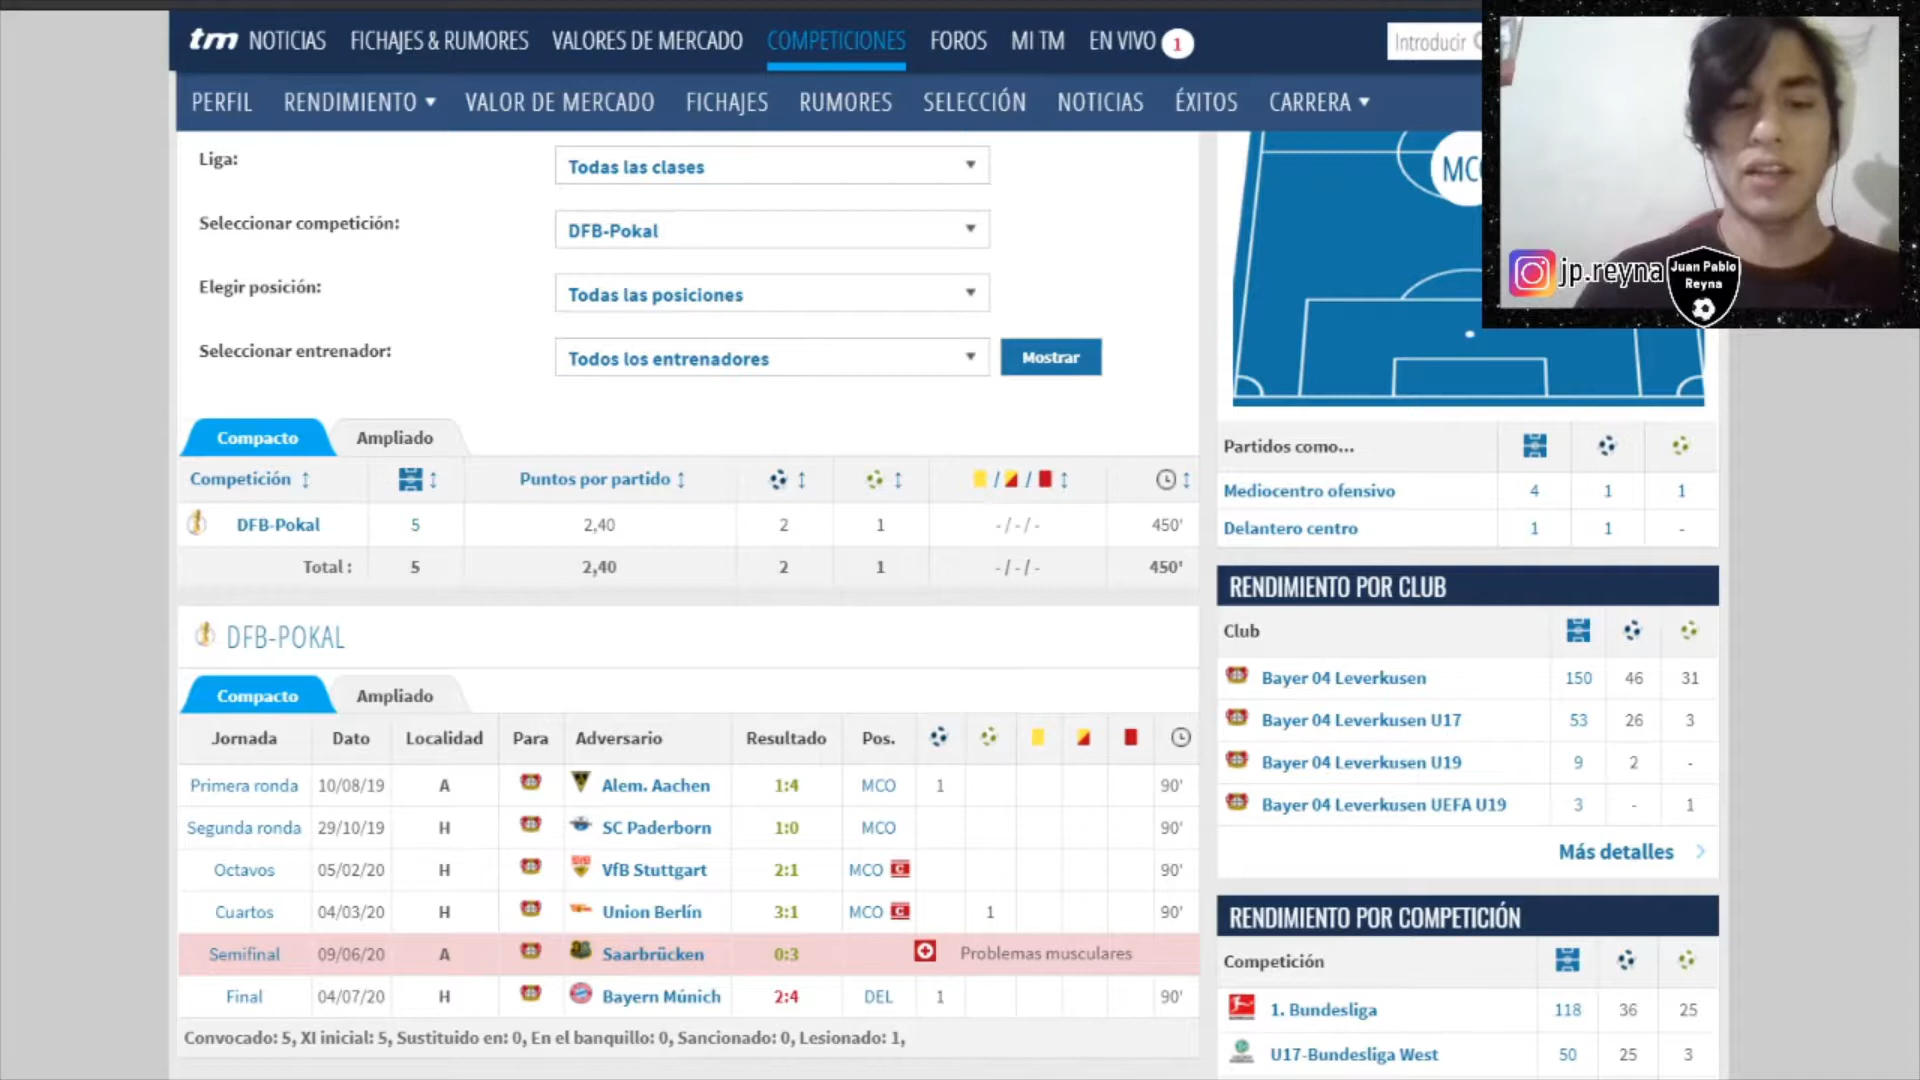 tm NOTICIAS FICHAJES & RUMORES VALORES DE MERCADO COMPETICIONES FOROS MI TM EN VIVO 1 Introducir
PERFIL RENDIMIENTO VALOR DE MERCADO FICHAJES RUMORES SELECCIÓN NOTICIAS ÉXITOS CARRERA
Liga: Todas las clases
Seleccionar competición: DFB-Pokal
Elegir posición: Todas las posiciones
Seleccionar entrenador: Todos los entrenadores Mostrar
Compacto Ampliado
Competición Puntos por partido
DFB-Pokal 5 2,40 2 1 -/-/- 450'
Total : 5 2,40 2 1 -/-/- 450'
DFB-POKAL
Compacto Ampliado
Jornada Dato Localidad Para Adversario Resultado Pos.
Primera ronda 10/08/19 A Alem. Aachen 1:4 MCO 1 90'
Segunda ronda 29/10/19 H SC Paderborn 1:0 MCO 90'
Octavos 05/02/20 H VfB Stuttgart 2:1 MCO C 90'
Cuartos 04/03/20 H Union Berlín 3:1 MCO C 1 90'
Semifinal 09/06/20 A Saarbrücken 0:3 Problemas musculares
Final 04/07/20 H Bayern Múnich 2:4 DEL 1 90'
Convocado: 5, XI inicial: 5, Sustituido en: 0, En el banquillo: 0, Sancionado: 0, Lesionado: 1,
jp.reyna
Juan Pablo
Reyna
Partidos como...
Mediocentro ofensivo 4 1 1
Delantero centro 1 1 -
RENDIMIENTO POR CLUB
Club
Bayer 04 Leverkusen 150 46 31
Bayer 04 Leverkusen U17 53 26 3
Bayer 04 Leverkusen U19 9 2 -
Bayer 04 Leverkusen UEFA U19 3 - 1
Más detalles
RENDIMIENTO POR COMPETICIÓN
Competición
1. Bundesliga 118 36 25
U17-Bundesliga West 50 25 3